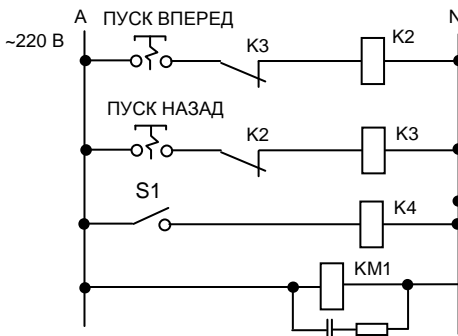 A
N
~220 В
ПУСК ВПЕРЕД
K3
K2
ПУСК НАЗАД
K2
K3
S1
K4
KM1